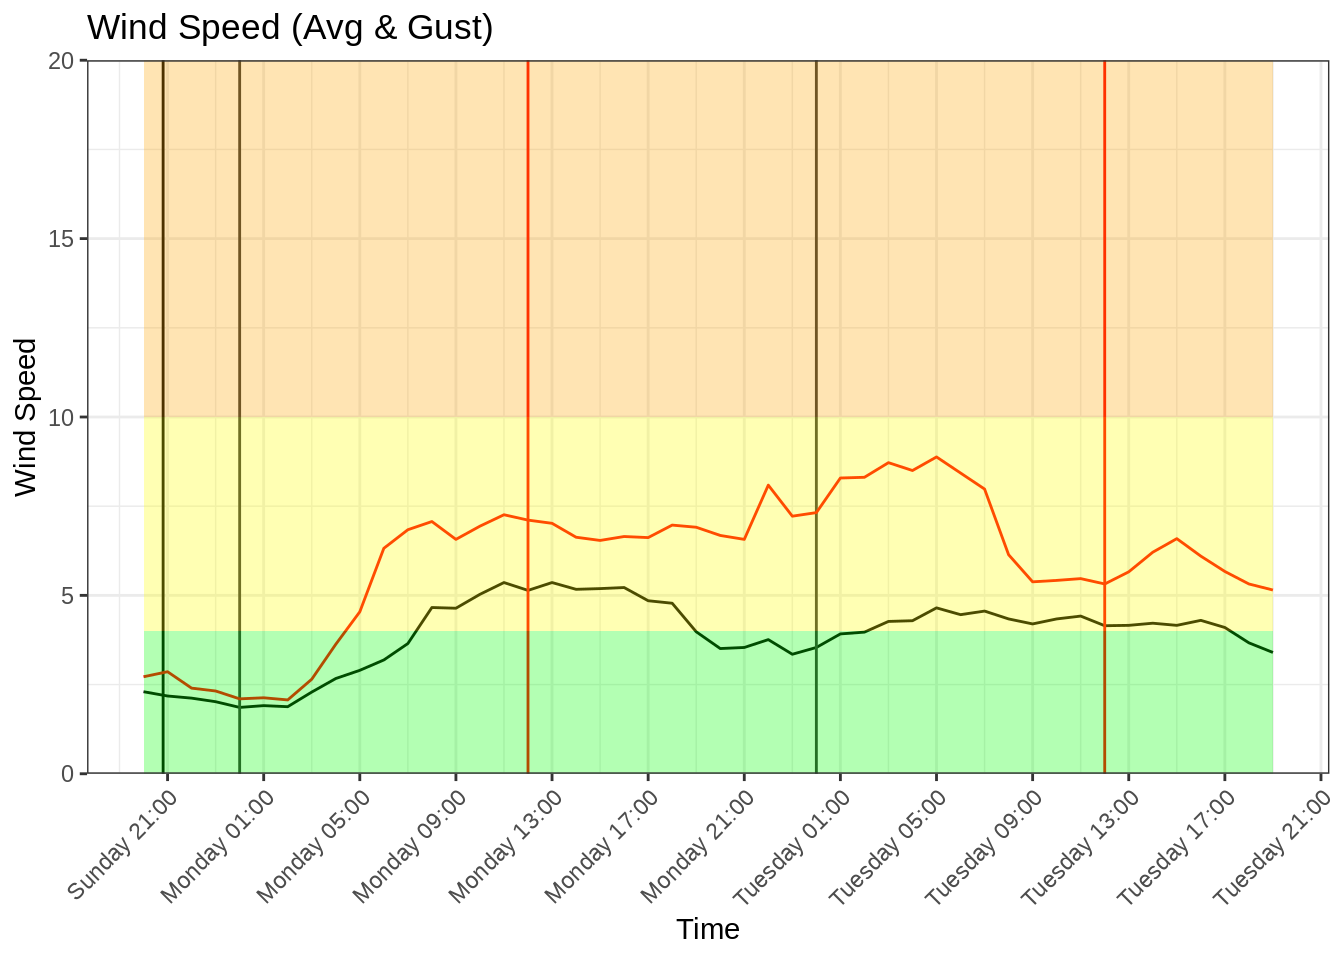 Wind Speed (Avg & Gust)
20
15
10
5
0
Wind Speed
Sunday 21:00
Monday 01:00
Monday 05:00
Monday 09:00
Monday 13:00
Monday 17:00
Monday 21:00
Tuesday 01:00
Tuesday 05:00
Tuesday 09:00
Tuesday 13:00
Tuesday 17:00
Tuesday 21:00
Time